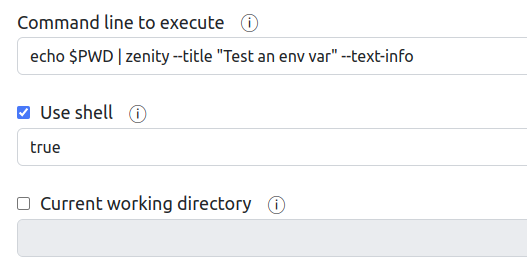 Command line to execute
echo $PWD | zenity --title "Test an env var" --text-info
Use shell
true
Current working directory